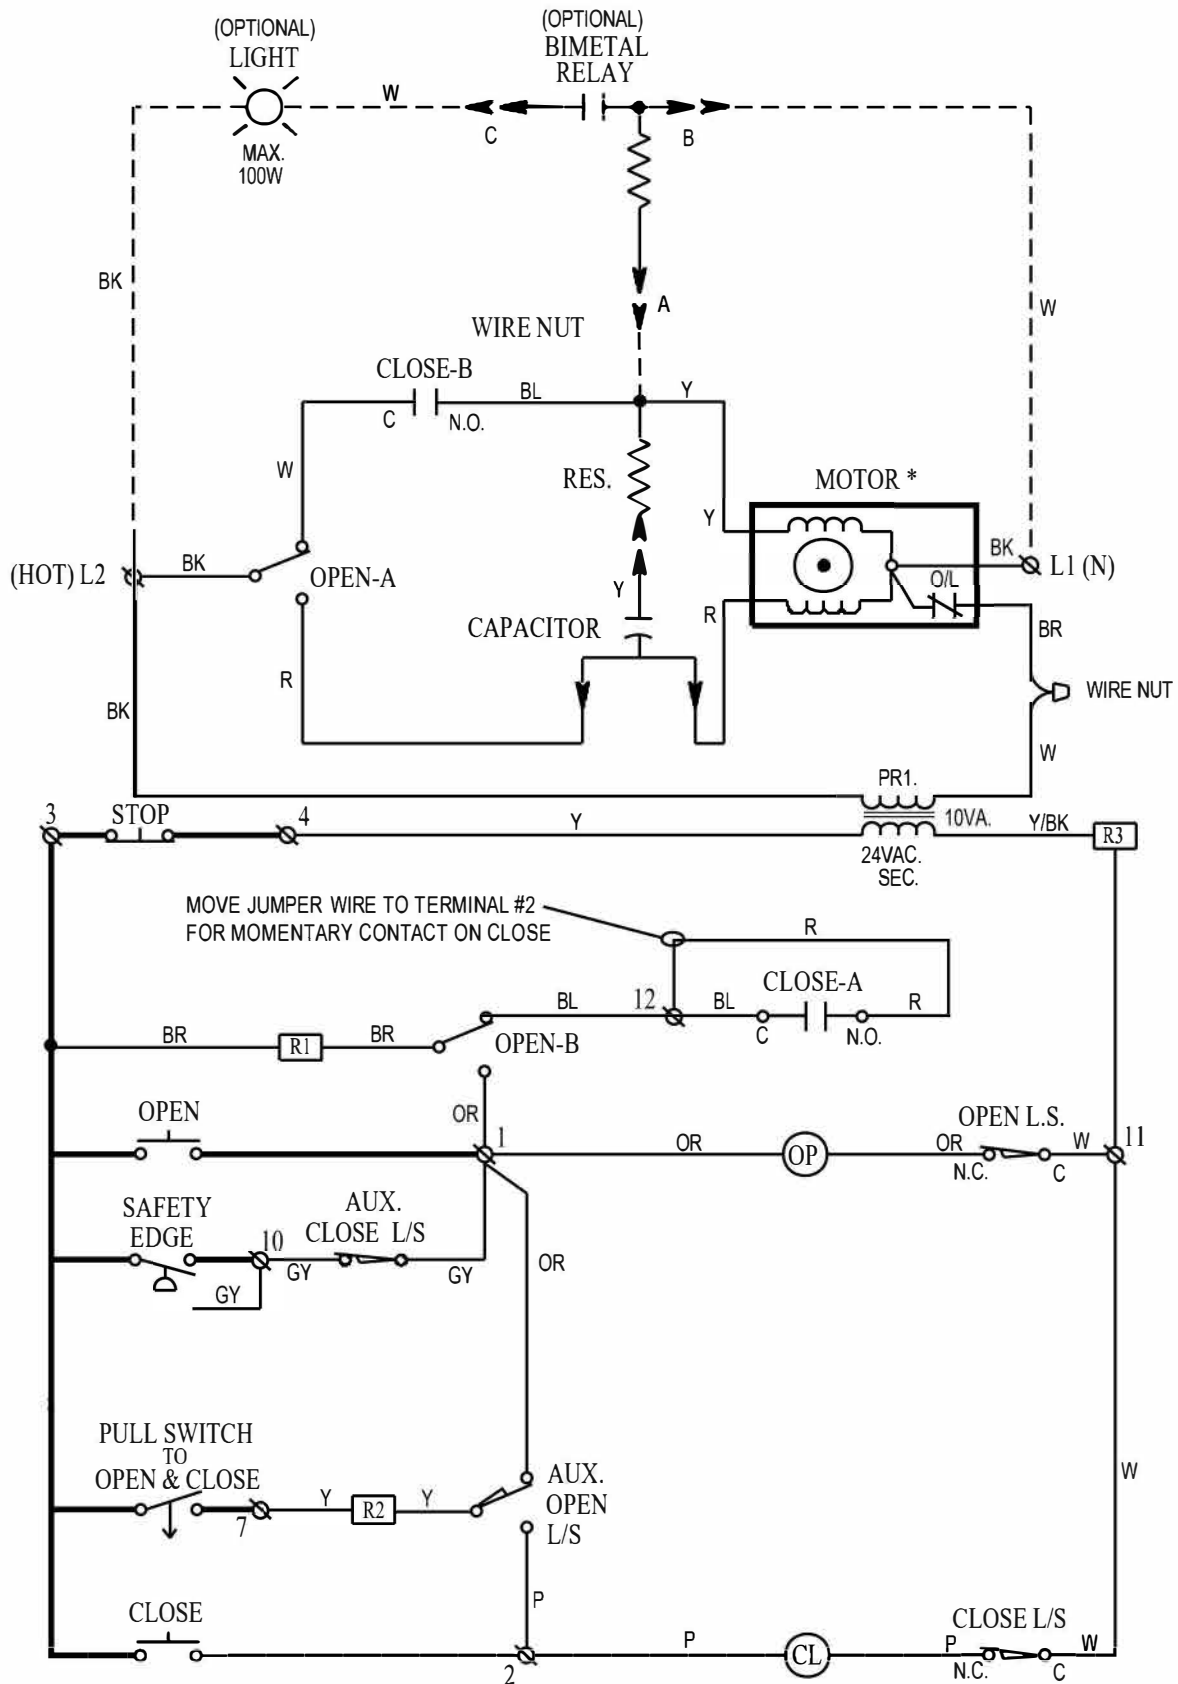 (OPTIONAL)
LIGHT
(OPTIONAL)
BIMETAL
RELAY
W
C
B
MAX.
100W
BK
A
W
WIRE NUT
CLOSE-B
BL
Y
C
N.O.
W
RES.
MOTOR *
Y
(HOT) L2
BK
OPEN-A
BK
L1 (N)
O/L
Y
CAPACITOR
R
BR
R
BK
WIRE NUT
W
PR1.
3
STOP
4
Y
10VA.
Y/BK
R3
24VAC.
SEC.
MOVE JUMPER WIRE TO TERMINAL #2
FOR MOMENTARY CONTACT ON CLOSE
R
CLOSE-A
BL
12
BL
R
BR
R1
BR
OPEN-B
C
N.O.
OPEN
OR
1
OR
OP
OR
OPEN L.S.
W
11
N.C.
C
SAFETY
EDGE
AUX.
CLOSE L/S
10
GY
GY
OR
GY
PULL SWITCH
TO
OPEN & CLOSE
AUX.
OPEN
L/S
W
Y
R2
Y
7
CLOSE
P
P
CL
P
CLOSE L/S
W
2
N.C.
C